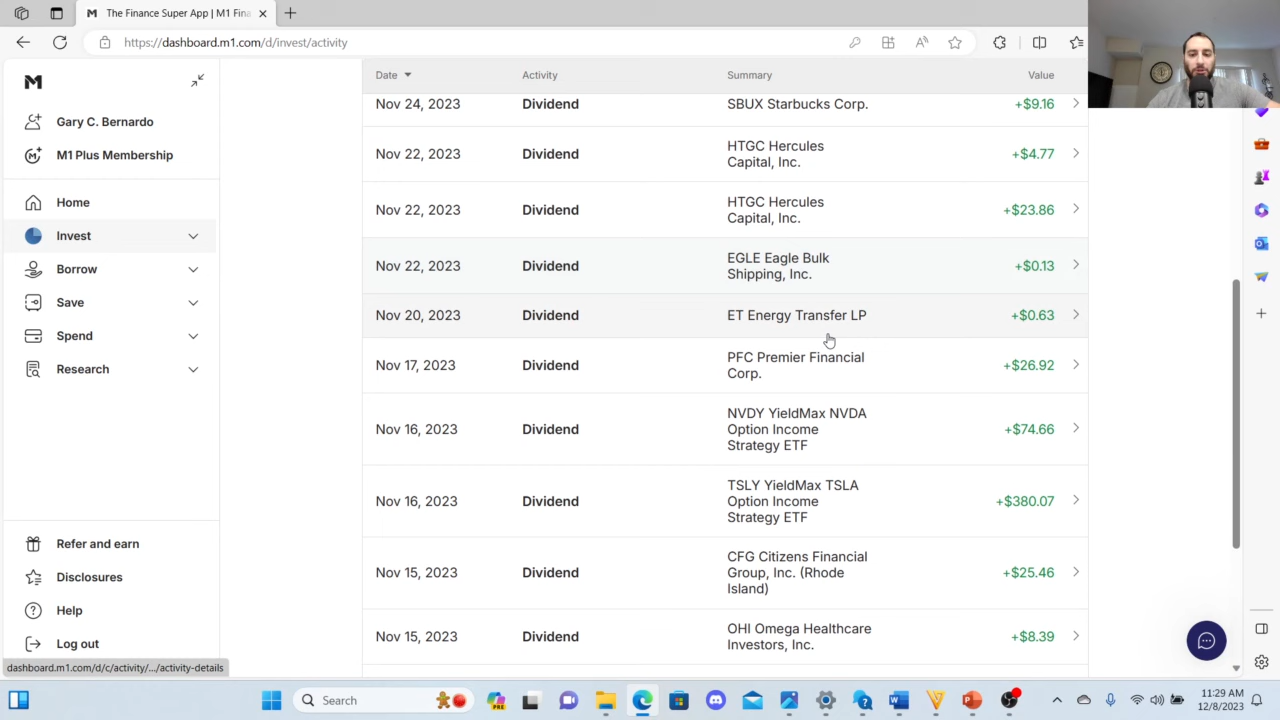 M The Finance Super App | M1 Fina
https://dashboard.m1.com/d/invest/activity
M
Gary C. Bernardo
M1 Plus Membership
Home
Invest
Borrow
Save
Spend
Research
Refer and earn
Disclosures
Help
Log out
dashboard.m1.com/d/c/activity/.../activity-details
Date Activity Summary Value
Nov 24, 2023 Dividend SBUX Starbucks Corp. +$9.16
Nov 22, 2023 Dividend HTGC Hercules
Capital, Inc. +$4.77
Nov 22, 2023 Dividend HTGC Hercules
Capital, Inc. +$23.86
Nov 22, 2023 Dividend EGLE Eagle Bulk
Shipping, Inc. +$0.13
Nov 20, 2023 Dividend ET Energy Transfer LP +$0.63
Nov 17, 2023 Dividend PFC Premier Financial
Corp. +$26.92
Nov 16, 2023 Dividend NVDY YieldMax NVDA
Option Income
Strategy ETF +$74.66
Nov 16, 2023 Dividend TSLY YieldMax TSLA
Option Income
Strategy ETF +$380.07
Nov 15, 2023 Dividend CFG Citizens Financial
Group, Inc. (Rhode
Island) +$25.46
Nov 15, 2023 Dividend OHI Omega Healthcare
Investors, Inc. +$8.39
Search
PRE
11:29 AM
12/8/2023